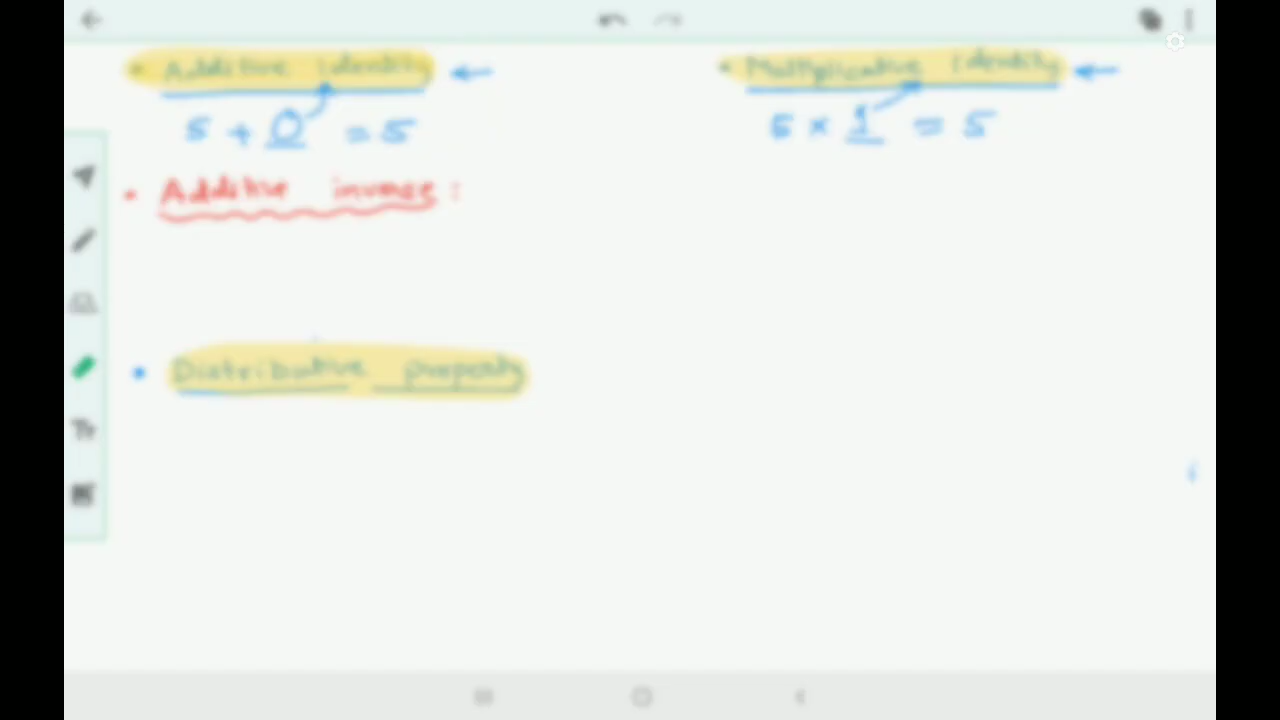 • Additive Identity ← • Multiplicative Identity ←
5 + 0 = 5 5 × 1 = 5
• Additive inverse :
• Distributive property